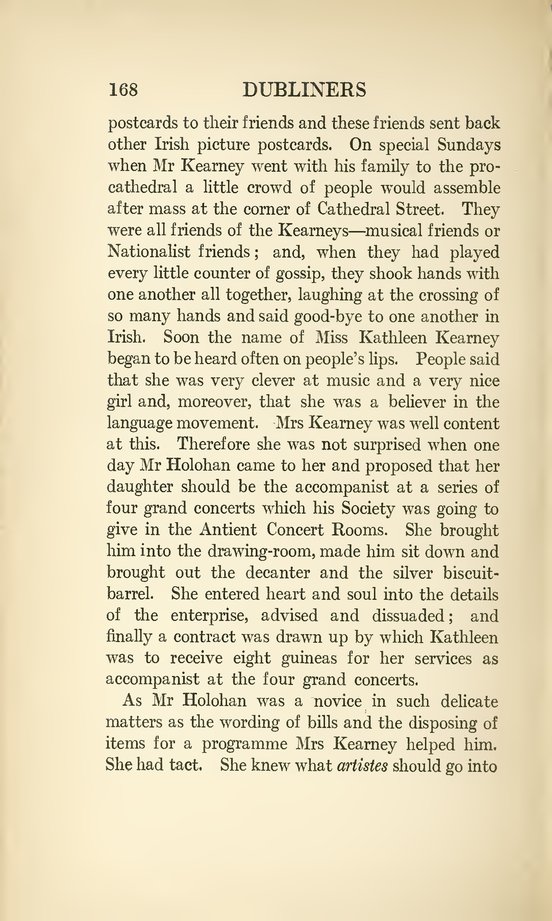 168 DUBLINERS
postcards to their friends and these friends sent back
other Irish picture postcards. On special Sundays
when Mr Kearney went with his family to the pro-
cathedral a little crowd of people would assemble
after mass at the corner of Cathedral Street. They
were all friends of the Kearneys—musical friends or
Nationalist friends; and, when they had played
every little counter of gossip, they shook hands with
one another all together, laughing at the crossing of
so many hands and said good-bye to one another in
Irish. Soon the name of Miss Kathleen Kearney
began to be heard often on people's lips. People said
that she was very clever at music and a very nice
girl and, moreover, that she was a believer in the
language movement. Mrs Kearney was well content
at this. Therefore she was not surprised when one
day Mr Holohan came to her and proposed that her
daughter should be the accompanist at a series of
four grand concerts which his Society was going to
give in the Antient Concert Rooms. She brought
him into the drawing-room, made him sit down and
brought out the decanter and the silver biscuit-
barrel. She entered heart and soul into the details
of the enterprise, advised and dissuaded; and
finally a contract was drawn up by which Kathleen
was to receive eight guineas for her services as
accompanist at the four grand concerts.
As Mr Holohan was a novice in such delicate
matters as the wording of bills and the disposing of
items for a programme Mrs Kearney helped him.
She had tact. She knew what artistes should go into